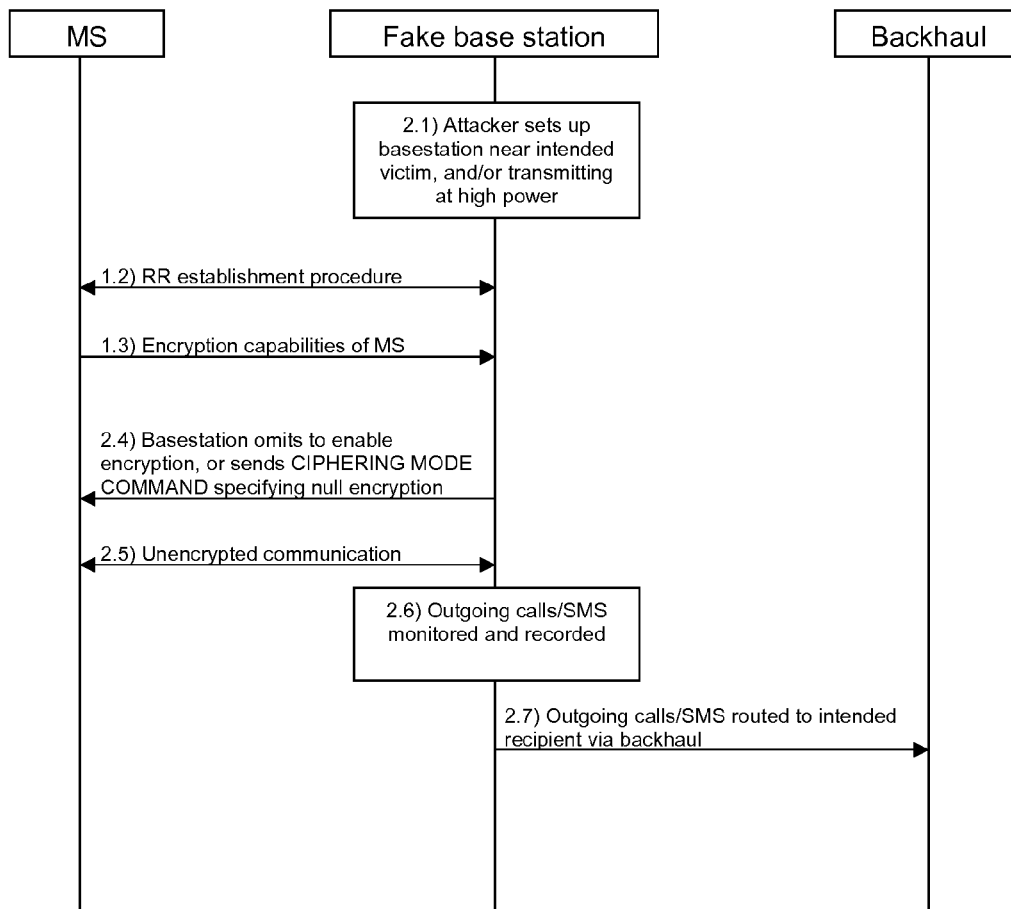 MS
Fake base station
Backhaul
2.1) Attacker sets up
basestation near intended
victim, and/or transmitting
at high power
1.2) RR establishment procedure
1.3) Encryption capabilities of MS
2.4) Basestation omits to enable
encryption, or sends CIPHERING MODE
COMMAND specifying null encryption
2.5) Unencrypted communication
2.6) Outgoing calls/SMS
monitored and recorded
2.7) Outgoing calls/SMS routed to intended
recipient via backhaul